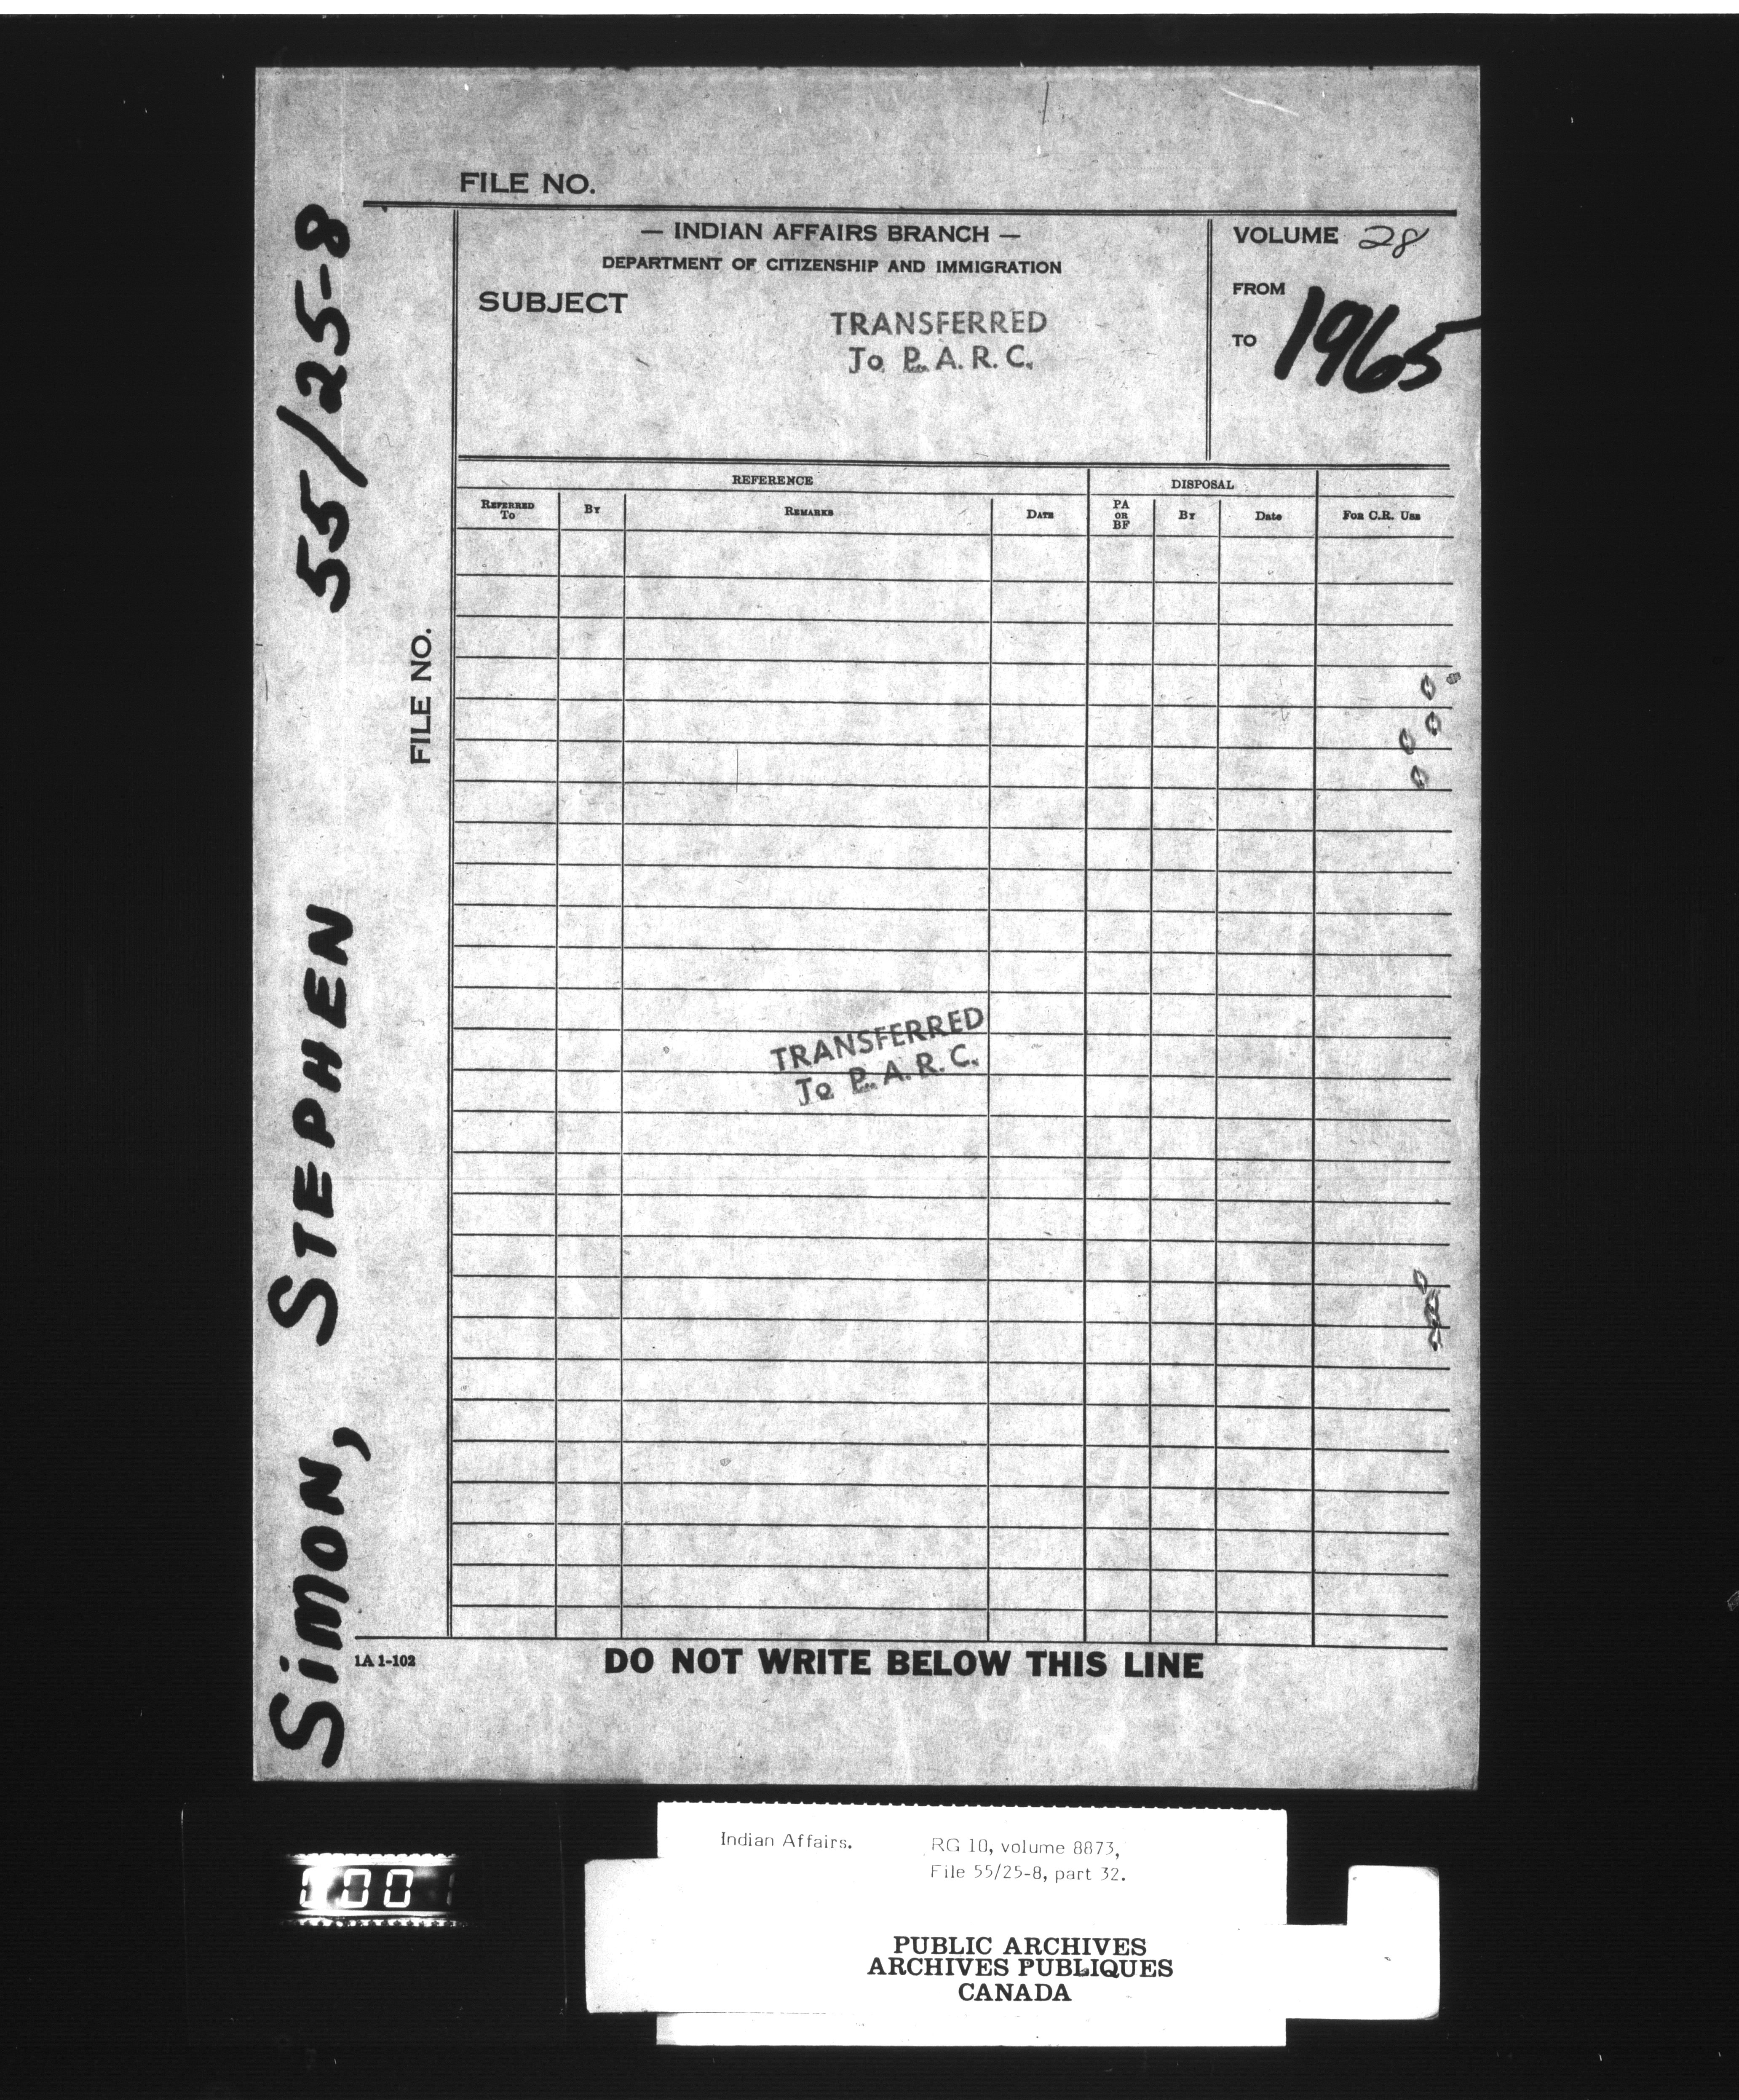 FILE NO.
— INDIAN AFFAIRS BRANCH —
DEPARTMENT OF CITIZENSHIP AND IMMIGRATION
SUBJECT
TRANSFERRED
To P.A.R.C.
VOLUME 28
FROM
TO
1965
55/25-8
FILE NO.
SiMON, STEPHEN
REFERENCE
DISPOSAL
REFERRED TO
BY
REMARKS
DATE
PA OR BF
BY
Date
FOR C.R. USE
TRANSFERRED
To P.A.R.C.
1A 1-102
DO NOT WRITE BELOW THIS LINE
Indian Affairs.
RG 10, volume 8873,
File 55/25-8, part 32.
PUBLIC ARCHIVES
ARCHIVES PUBLIQUES
CANADA